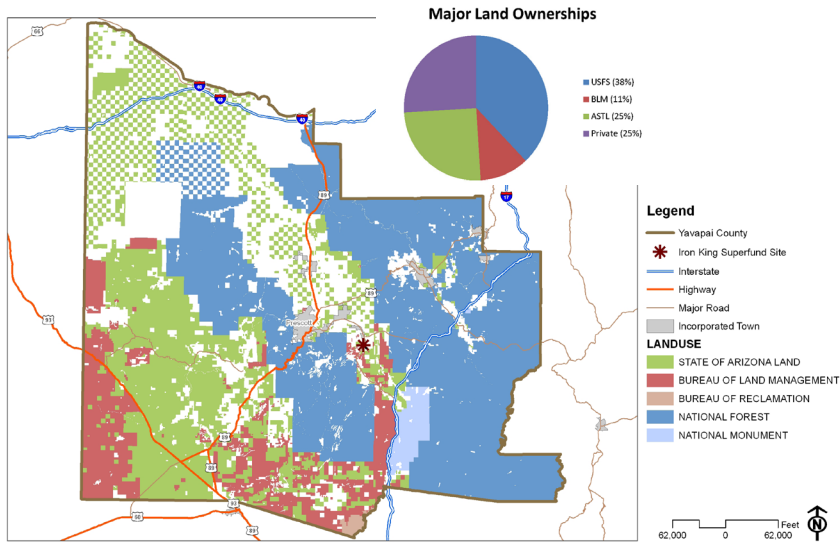 Major Land Ownerships
USFS (38%)
BLM (11%)
ASTL (25%)
Private (25%)
66
40
40
40
89
17
93
89
Prescott
89
89
93
60
89
Legend
Yavapai County
Iron King Superfund Site
Interstate
Highway
Major Road
Incorporated Town
LANDUSE
STATE OF ARIZONA LAND
BUREAU OF LAND MANAGEMENT
BUREAU OF RECLAMATION
NATIONAL FOREST
NATIONAL MONUMENT
62,000 0 62,000 Feet
N